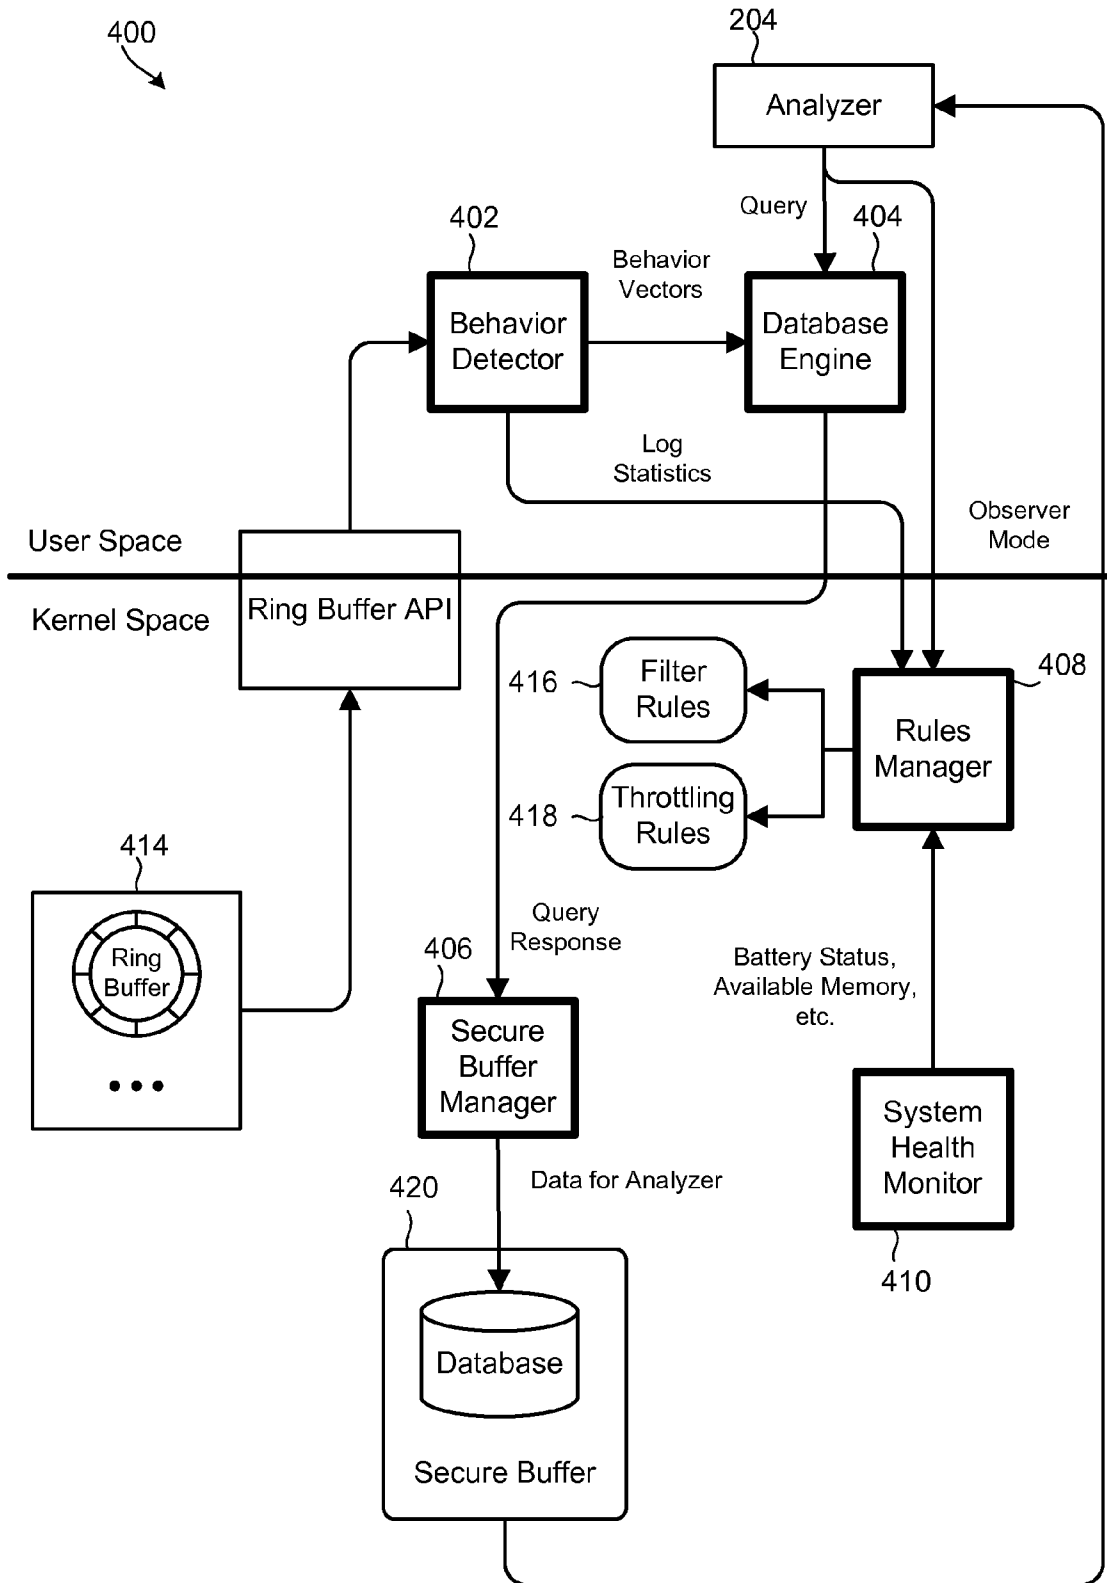 400
204
Analyzer
Query
404
402
Behavior
Vectors
Behavior
Detector
Database
Engine
Log
Statistics
Observer
Mode
User Space
Kernel Space
Ring Buffer API
416
Filter
Rules
408
Rules
Manager
418
Throttling
Rules
414
Ring
Buffer
Query
Response
406
Battery Status,
Available Memory,
etc.
Secure
Buffer
Manager
System
Health
Monitor
Data for Analyzer
420
410
Database
Secure Buffer